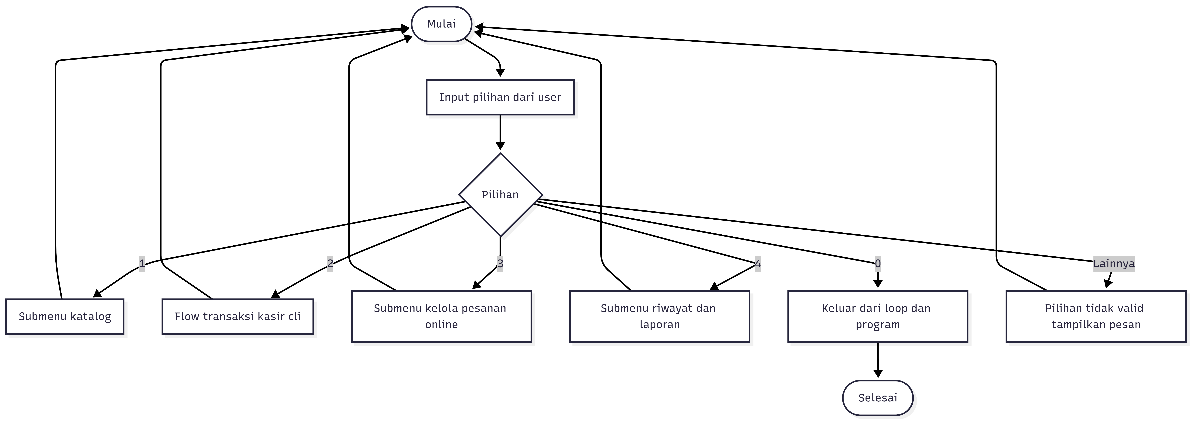 Mulai
Input pilihan dari user
Pilihan
1
2
3
4
0
Lainnya
Submenu katalog
Flow transaksi kasir cli
Submenu kelola pesanan
online
Submenu riwayat dan
laporan
Keluar dari loop dan
program
Pilihan tidak valid
tampilkan pesan
Selesai